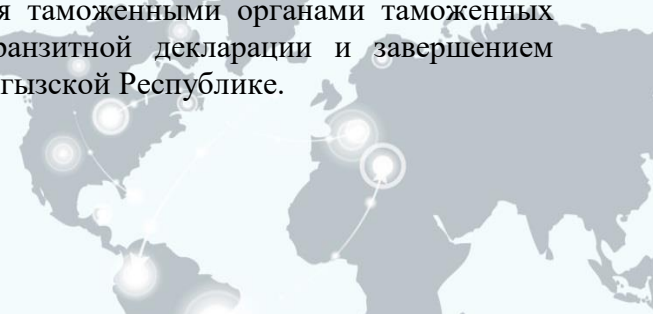 я таможенными органами таможенных
ранзитной декларации и завершением
гызской Республике.